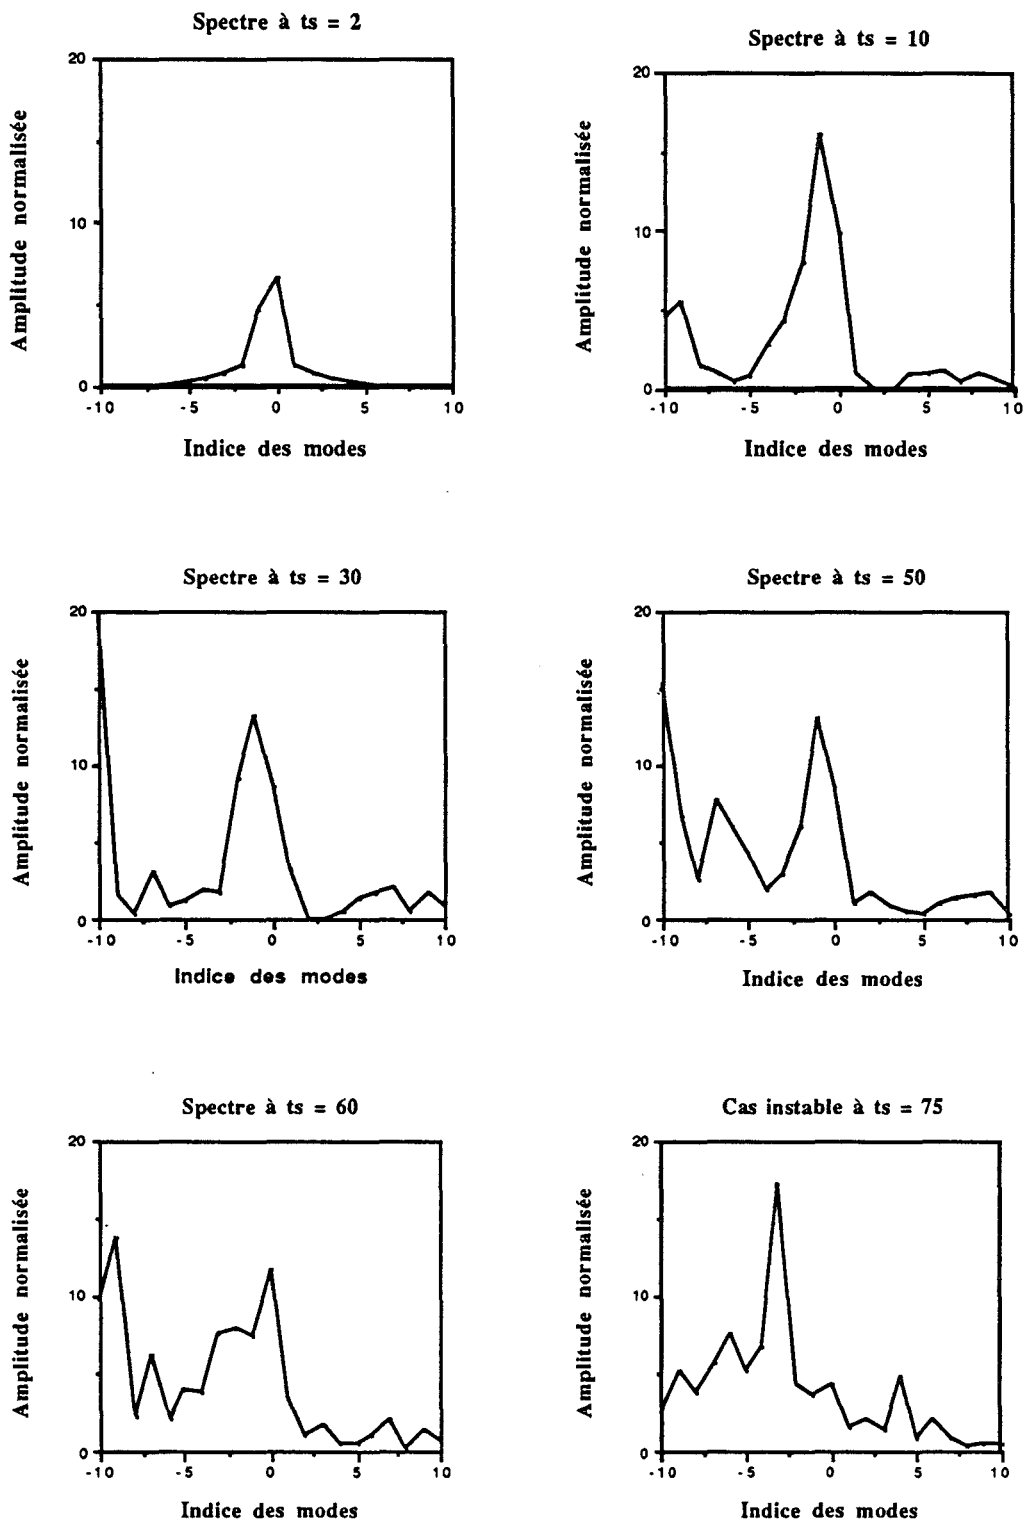 Spectre à ts = 2
Amplitude normalisée
20
10
0
-10 -5 0 5 10
Indice des modes
Spectre à ts = 10
Amplitude normalisée
20
10
0
-10 -5 0 5 10
Indice des modes
Spectre à ts = 30
Amplitude normalisée
20
10
0
-10 -5 0 5 10
Indice des modes
Spectre à ts = 50
Amplitude normalisée
20
10
0
-10 -5 0 5 10
Indice des modes
Spectre à ts = 60
Amplitude normalisée
20
10
0
-10 -5 0 5 10
Indice des modes
Cas instable à ts = 75
Amplitude normalisée
20
10
0
-10 -5 0 5 10
Indice des modes